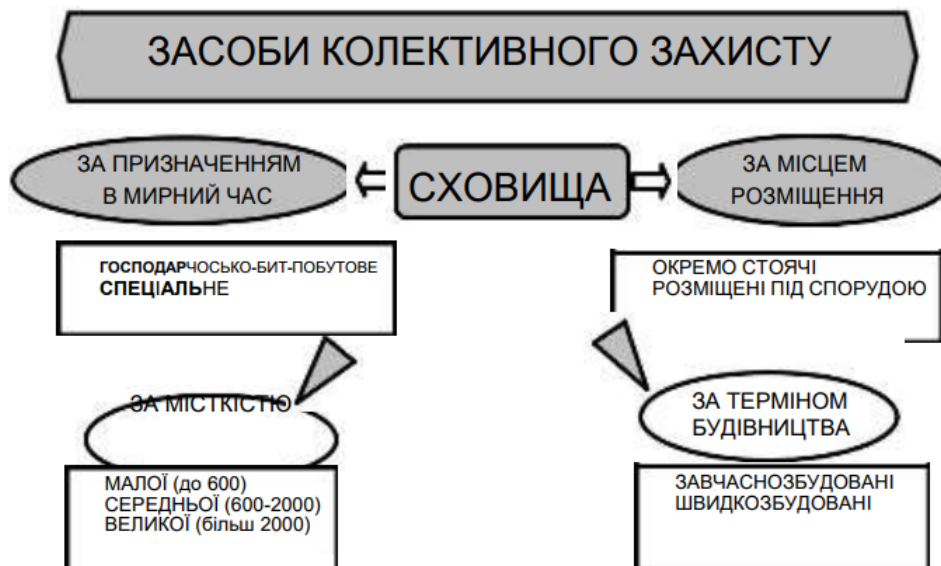 ЗАСОБИ КОЛЕКТИВНОГО ЗАХИСТУ
ЗА ПРИЗНАЧЕННЯМ
В МИРНИЙ ЧАС
СХОВИЩА
ЗА МІСЦЕМ
РОЗМІЩЕННЯ
ГОСПОДАРЧОСЬКО-БИТ-ПОБУТОВЕ
СПЕЦІАЛЬНЕ
ОКРЕМО СТОЯЧІ
РОЗМІЩЕНІ ПІД СПОРУДОЮ
ЗА МІСТКІСТЮ
ЗА ТЕРМІНОМ
БУДІВНИЦТВА
МАЛОЇ (до 600)
СЕРЕДНЬОЇ (600-2000)
ВЕЛИКОЇ (більш 2000)
ЗАВЧАСНОЗБУДОВАНІ
ШВИДКОЗБУДОВАНІ